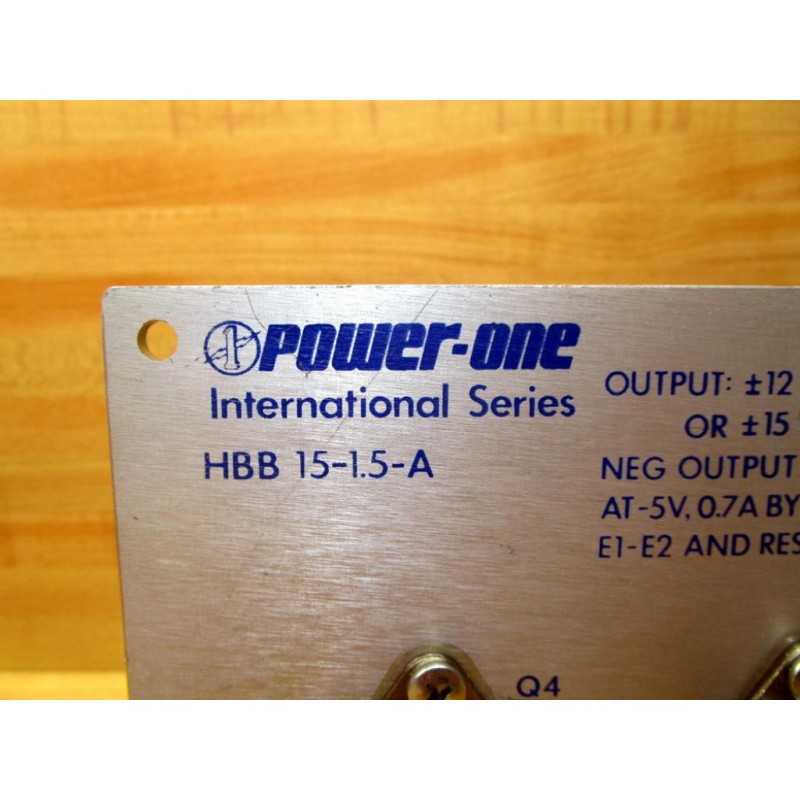 POWER-ONE
International Series
HBB 15-1.5-A
OUTPUT: ±12
OR ±15
NEG OUTPUT
AT-5V, 0.7A BY
E1-E2 AND RES
Q4